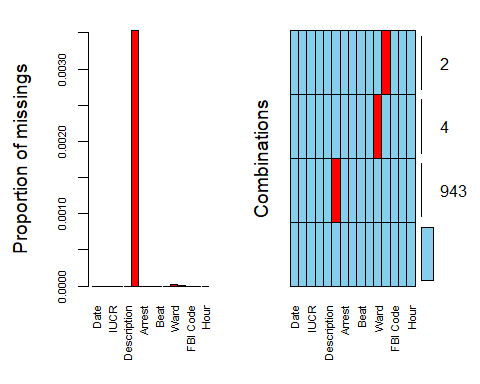 Proportion of missings
0.0030
0.0020
0.0010
0.0000
Date
IUCR
Description
Arrest
Beat
Ward
FBI Code
Hour
Combinations
2
4
943
Date
IUCR
Description
Arrest
Beat
Ward
FBI Code
Hour